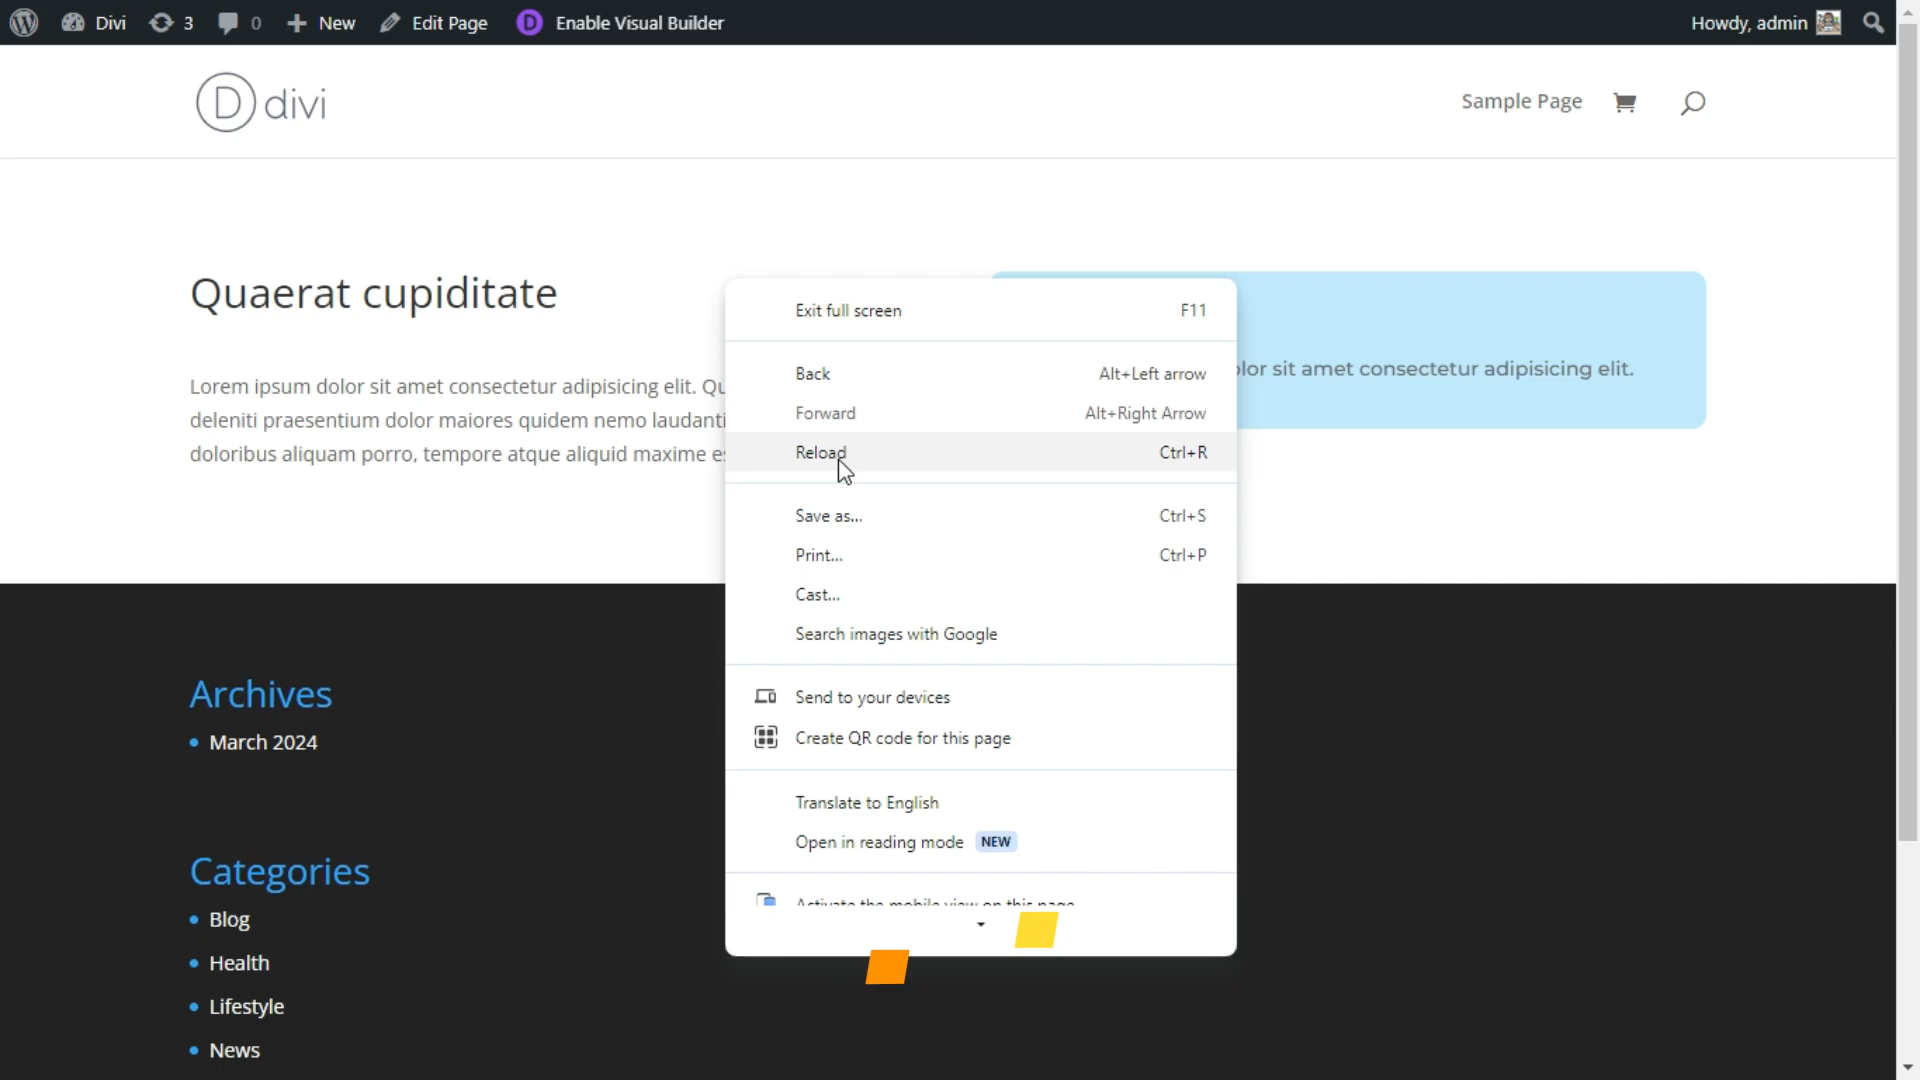 Divi 3 0 New Edit Page D Enable Visual Builder Howdy, admin
D divi Sample Page
Quaerat cupiditate
Lorem ipsum dolor sit amet consectetur adipisicing elit.
deleniti praesentium dolor maiores quidem nemo
doloribus aliquam porro, tempore atque aliquid maxime
sit amet consectetur adipisicing elit.
Exit full screen F11
Back Alt+Left arrow
Forward Alt+Right Arrow
Reload Ctrl+R
Save as... Ctrl+S
Print... Ctrl+P
Cast...
Search images with Google
Send to your devices
Create QR code for this page
Translate to English
Open in reading mode NEW
Activate the mobile view on this page
Archives
March 2024
Categories
Blog
Health
Lifestyle
News